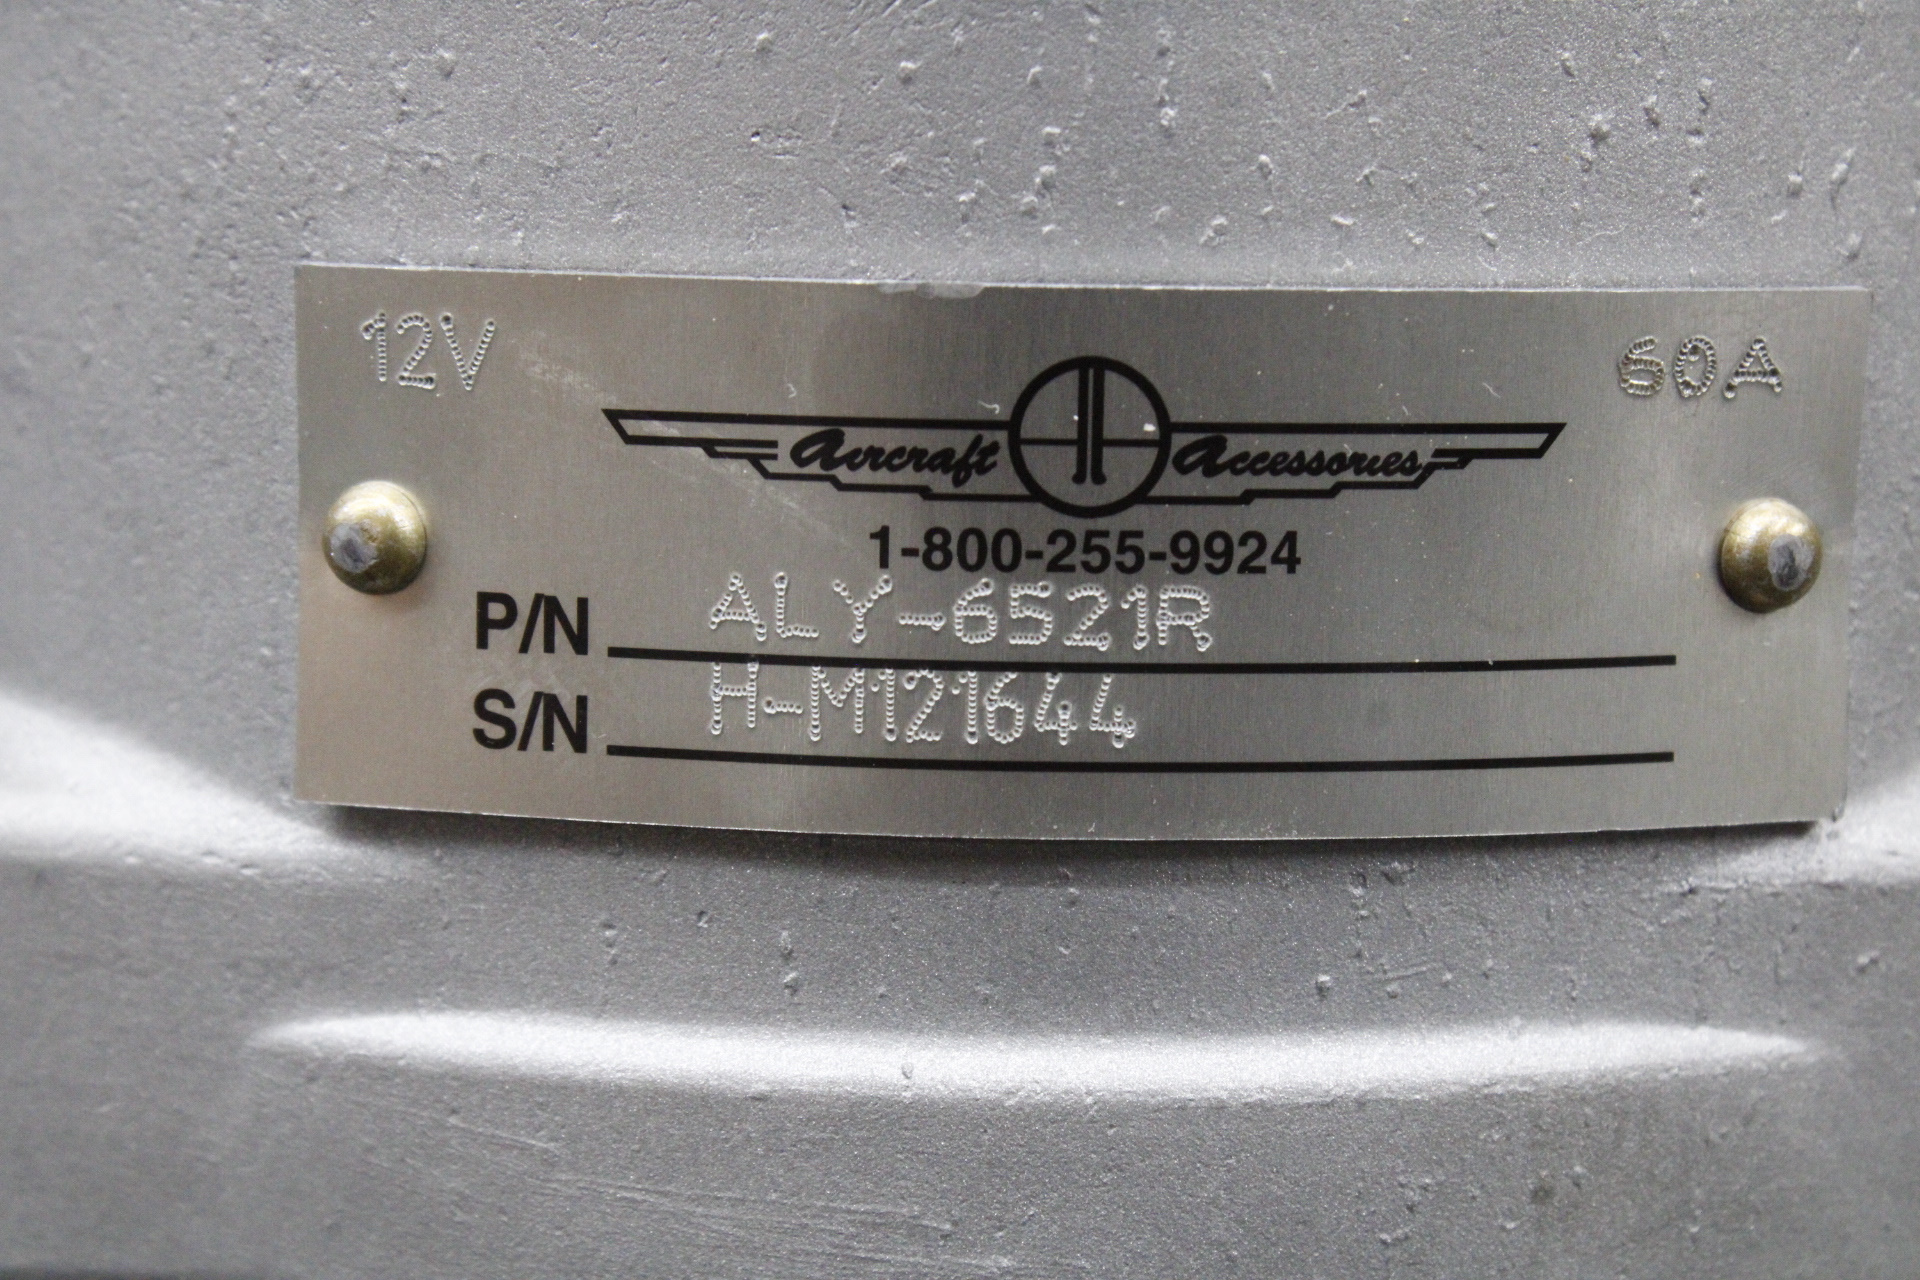 12V 60A
Aircraft Accessories
1-800-255-9924
P/N ALY-6521R
S/N H-M121644